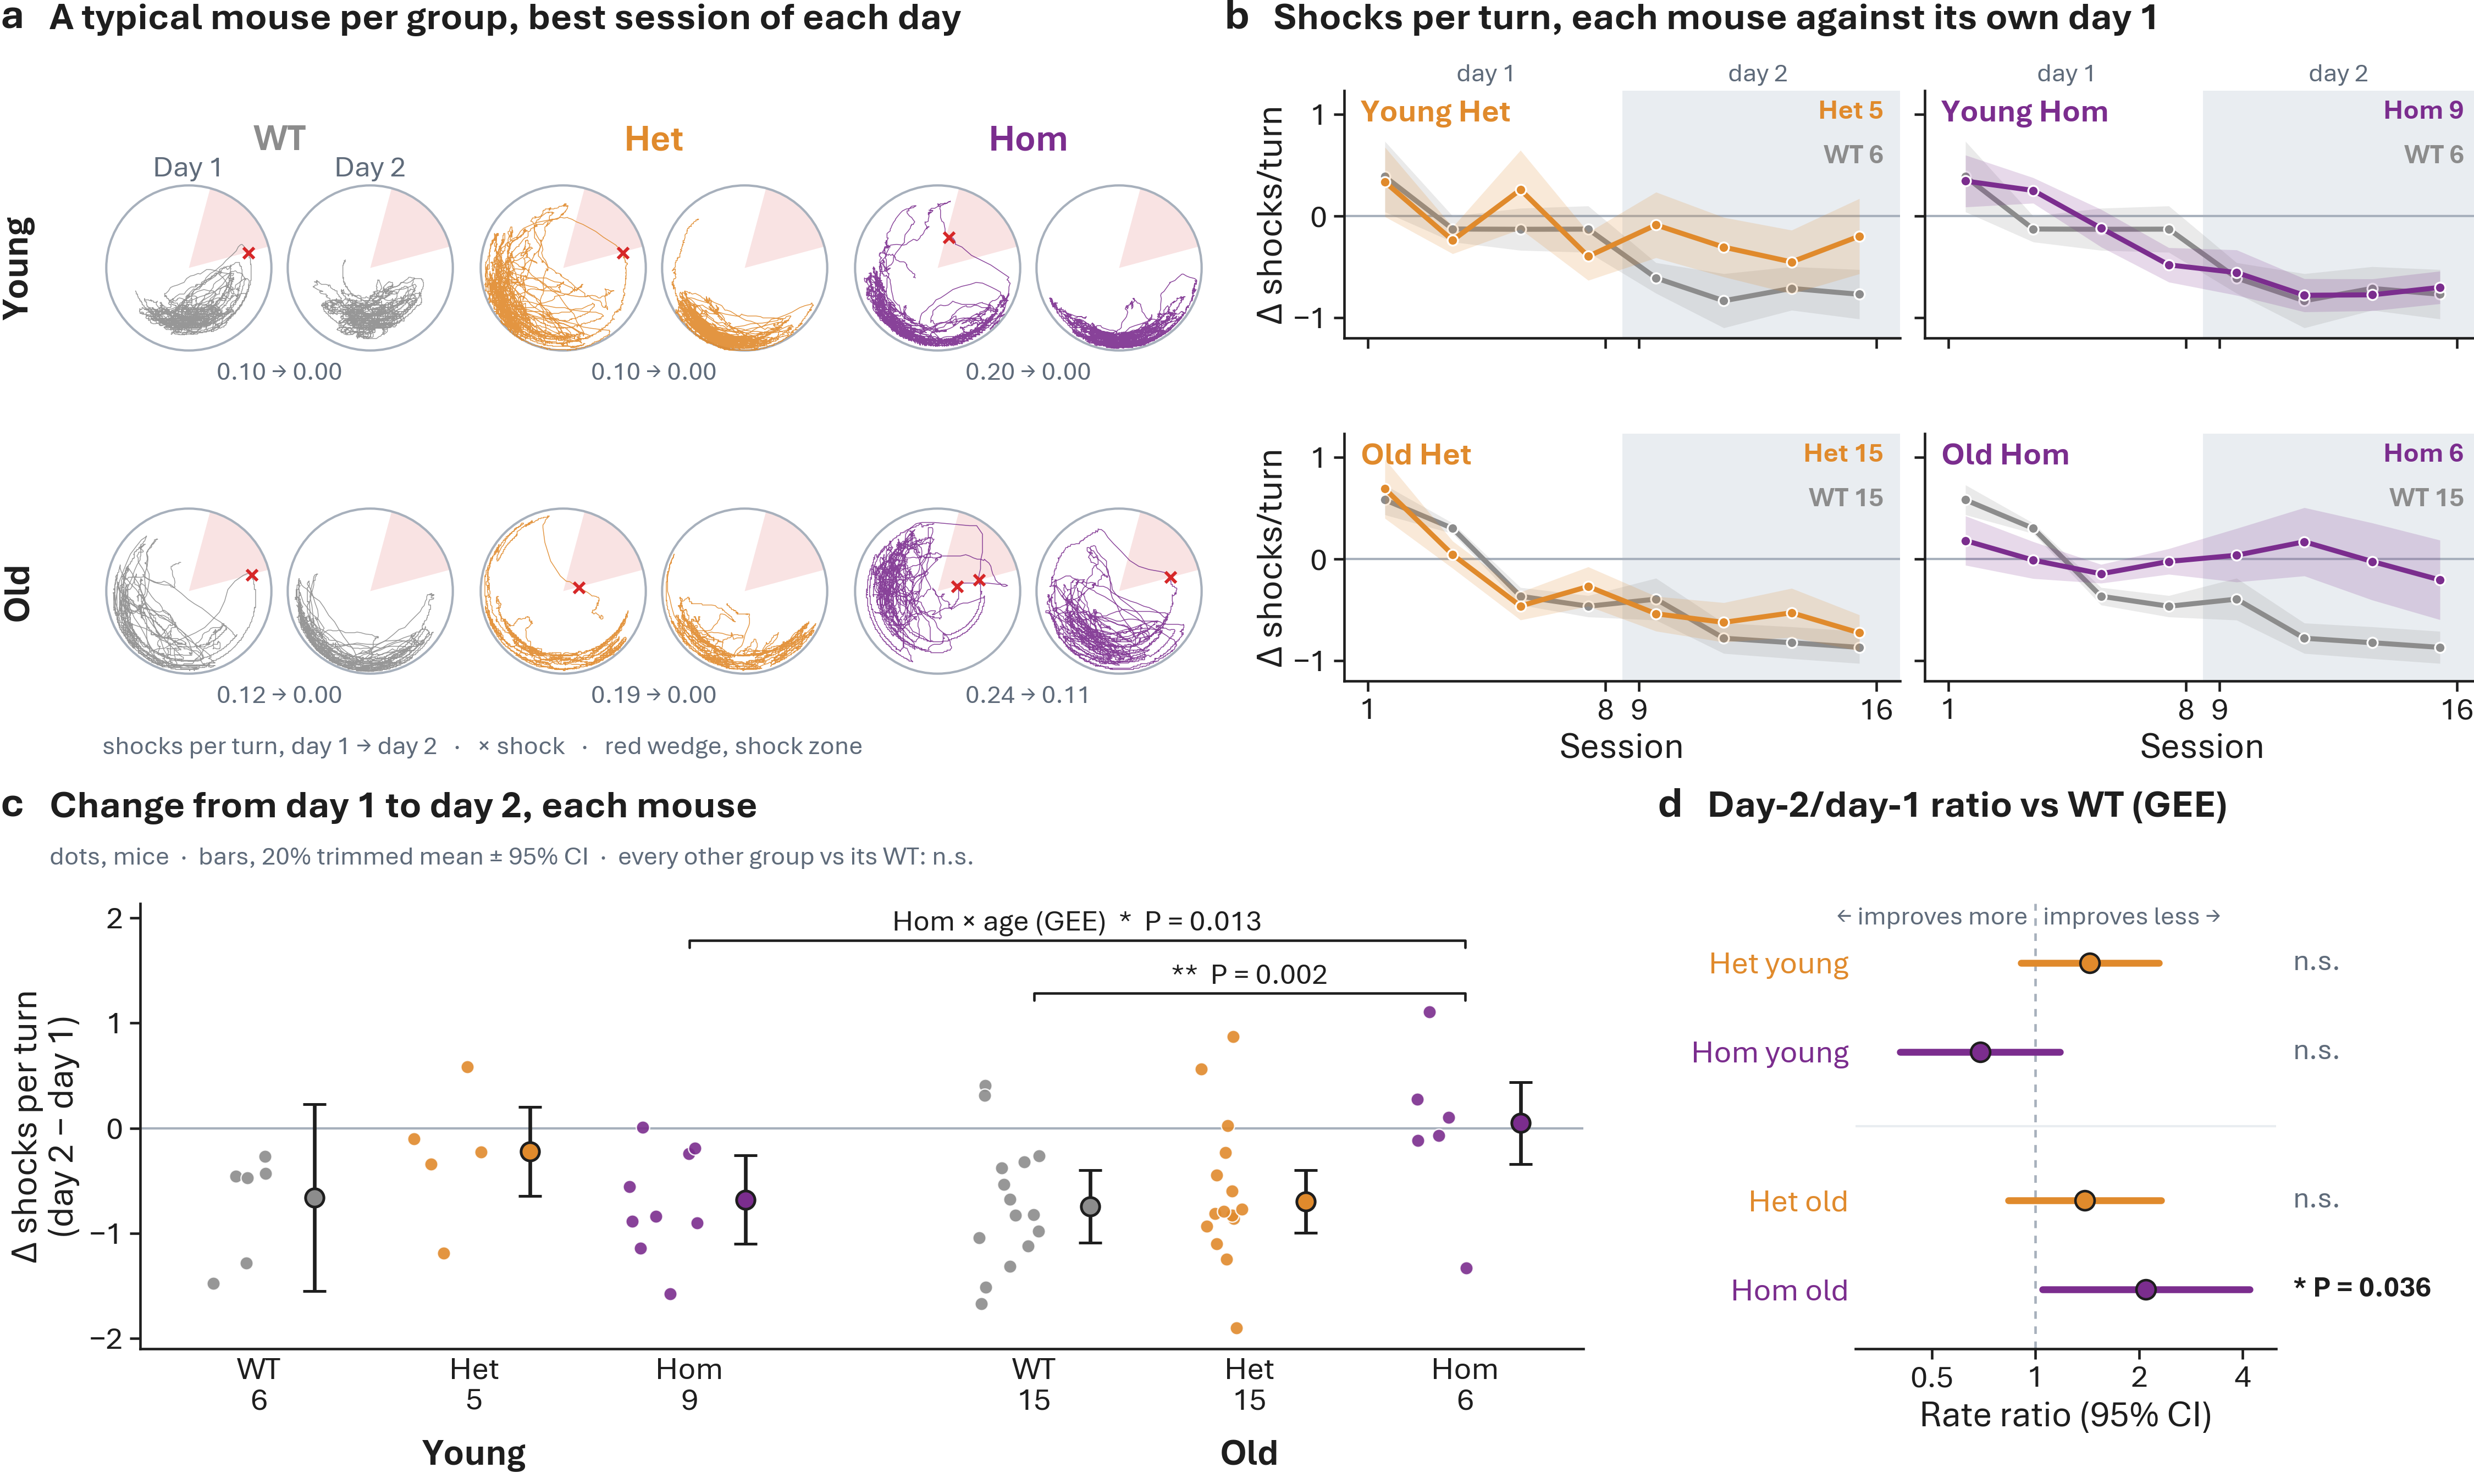 a A typical mouse per group, best session of each day
WT
Het
Hom
Day 1
Day 2
Young
0.10 → 0.00
0.10 → 0.00
0.20 → 0.00
Old
0.12 → 0.00
0.19 → 0.00
0.24 → 0.11
shocks per turn, day 1 → day 2 · × shock · red wedge, shock zone
b Shocks per turn, each mouse against its own day 1
day 1
day 2
day 1
day 2
Δ shocks/turn
1
0
−1
Young Het
Het 5
WT 6
Young Hom
Hom 9
WT 6
Δ shocks/turn
1
0
−1
Old Het
Het 15
WT 15
Old Hom
Hom 6
WT 15
1
8
9
16
1
8
9
16
Session
Session
c Change from day 1 to day 2, each mouse
dots, mice · bars, 20% trimmed mean ± 95% CI · every other group vs its WT: n.s.
Δ shocks per turn
(day 2 − day 1)
2
1
0
−1
−2
Hom × age (GEE) * P = 0.013
** P = 0.002
WT
6
Het
5
Hom
9
WT
15
Het
15
Hom
6
Young
Old
d Day-2/day-1 ratio vs WT (GEE)
← improves more
improves less →
Het young
n.s.
Hom young
n.s.
Het old
n.s.
Hom old
* P = 0.036
0.5
1
2
4
Rate ratio (95% CI)